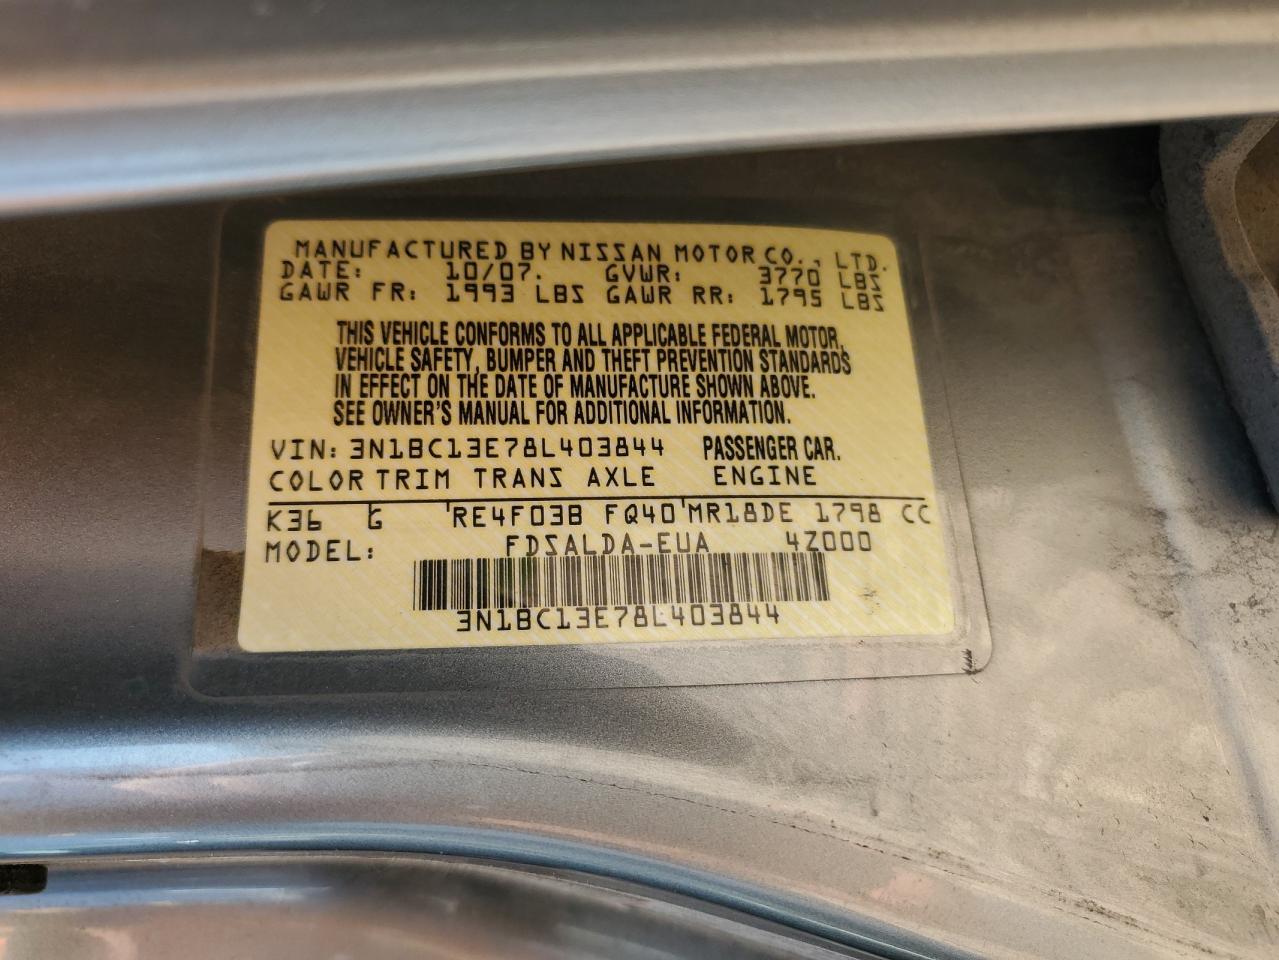 MANUFACTURED BY NISSAN MOTOR CO., LTD.
DATE: 10/07. GVWR: 3770 LBS
GAWR FR: 1993 LBS GAWR RR: 1795 LBS
THIS VEHICLE CONFORMS TO ALL APPLICABLE FEDERAL MOTOR
VEHICLE SAFETY, BUMPER AND THEFT PREVENTION STANDARDS
IN EFFECT ON THE DATE OF MANUFACTURE SHOWN ABOVE.
SEE OWNER'S MANUAL FOR ADDITIONAL INFORMATION.
VIN: 3N1BC13E78L403844 PASSENGER CAR.
COLOR TRIM TRANS AXLE ENGINE
K36 G RE4F03B FQ40 MR18DE 1798 CC
MODEL: FDSALDA-EUA 4Z000
3N1BC13E78L403844